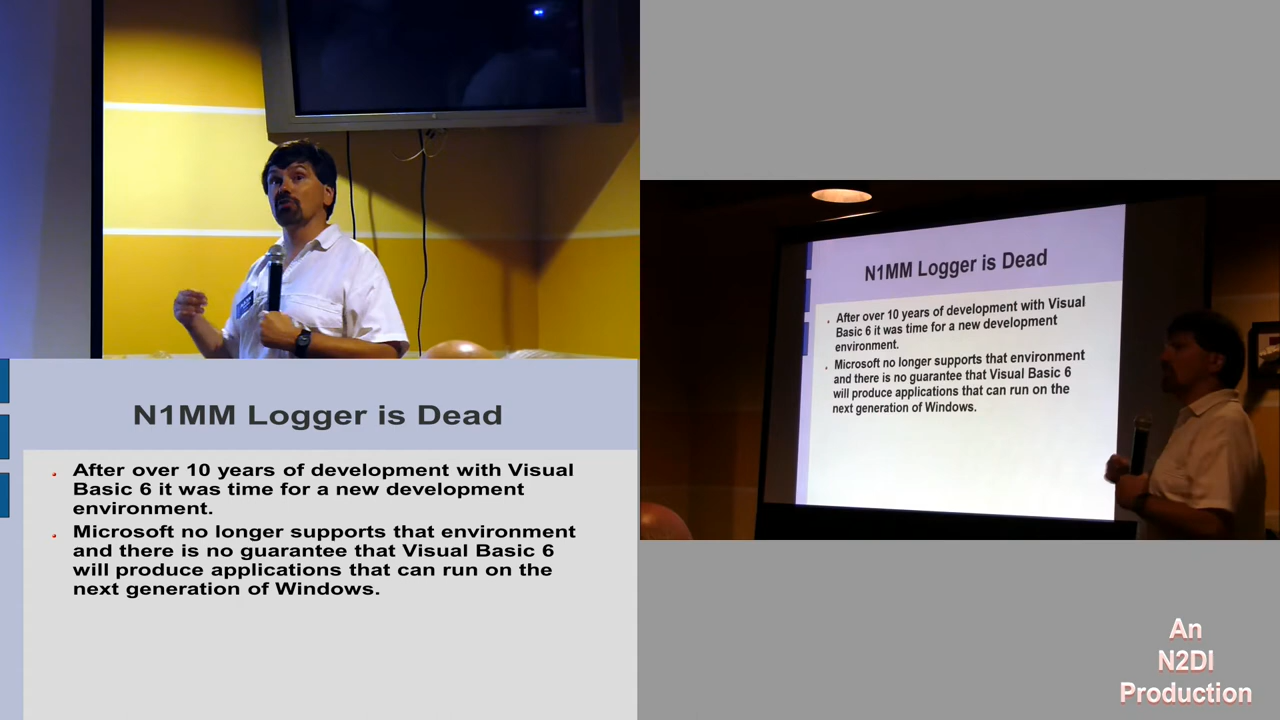 N1MM Logger is Dead
After over 10 years of development with Visual
Basic 6 it was time for a new development
environment.
Microsoft no longer supports that environment
and there is no guarantee that Visual Basic 6
will produce applications that can run on the
next generation of Windows.
N1MM Logger is Dead
After over 10 years of development with Visual
Basic 6 it was time for a new development
environment.
Microsoft no longer supports that environment
and there is no guarantee that Visual Basic 6
will produce applications that can run on the
next generation of Windows.
An
N2DI
Production